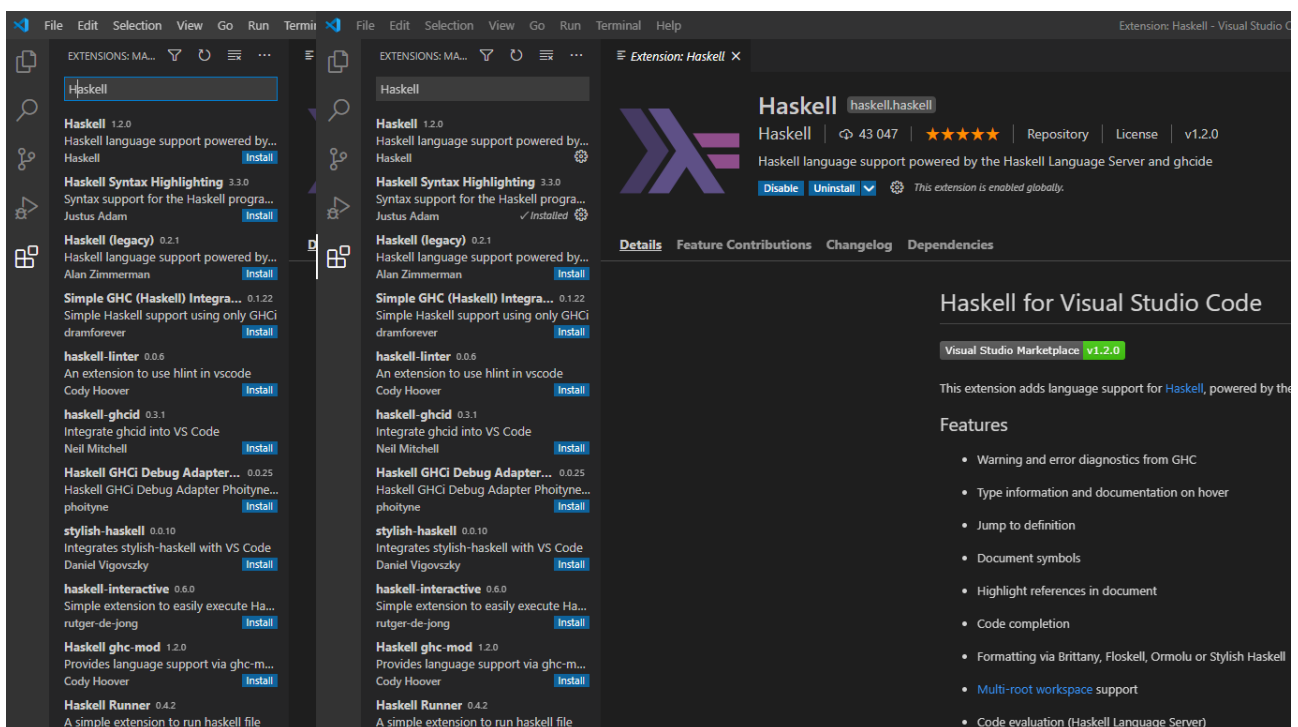 File Edit Selection View Go Run Termi
EXTENSIONS: MA...
Haskell
Haskell 1.2.0
Haskell language support powered by...
Haskell Install
Haskell Syntax Highlighting 3.3.0
Syntax support for the Haskell progra...
Justus Adam Install
Haskell (legacy) 0.2.1
Haskell language support powered by...
Alan Zimmerman Install
Simple GHC (Haskell) Integra... 0.1.22
Simple Haskell support using only GHCi
dramforever Install
haskell-linter 0.0.6
An extension to use hlint in vscode
Cody Hoover Install
haskell-ghcid 0.3.1
Integrate ghcid into VS Code
Neil Mitchell Install
Haskell GHCi Debug Adapter... 0.0.25
Haskell GHCi Debug Adapter Phoityne...
phoityne Install
stylish-haskell 0.0.10
Integrates stylish-haskell with VS Code
Daniel Vigovszky Install
haskell-interactive 0.6.0
Simple extension to easily execute Ha...
rutger-de-jong Install
Haskell ghc-mod 1.2.0
Provides language support via ghc-m...
Cody Hoover Install
Haskell Runner 0.4.2
A simple extension to run haskell file
D
File Edit Selection View Go Run Terminal Help Extension: Haskell - Visual Studio C
EXTENSIONS: MA...
Haskell
Haskell 1.2.0
Haskell language support powered by...
Haskell
Haskell Syntax Highlighting 3.3.0
Syntax support for the Haskell progra...
Justus Adam ✓Installed
Haskell (legacy) 0.2.1
Haskell language support powered by...
Alan Zimmerman Install
Simple GHC (Haskell) Integra... 0.1.22
Simple Haskell support using only GHCi
dramforever Install
haskell-linter 0.0.6
An extension to use hlint in vscode
Cody Hoover Install
haskell-ghcid 0.3.1
Integrate ghcid into VS Code
Neil Mitchell Install
Haskell GHCi Debug Adapter... 0.0.25
Haskell GHCi Debug Adapter Phoityne...
phoityne Install
stylish-haskell 0.0.10
Integrates stylish-haskell with VS Code
Daniel Vigovszky Install
haskell-interactive 0.6.0
Simple extension to easily execute Ha...
rutger-de-jong Install
Haskell ghc-mod 1.2.0
Provides language support via ghc-m...
Cody Hoover Install
Haskell Runner 0.4.2
A simple extension to run haskell file
Extension: Haskell
Haskell haskell.haskell
Haskell 43 047 ★★★★★ Repository License v1.2.0
Haskell language support powered by the Haskell Language Server and ghcide
Disable Uninstall This extension is enabled globally.
Details Feature Contributions Changelog Dependencies
Haskell for Visual Studio Code
Visual Studio Marketplace v1.2.0
This extension adds language support for Haskell, powered by the
Features
• Warning and error diagnostics from GHC
• Type information and documentation on hover
• Jump to definition
• Document symbols
• Highlight references in document
• Code completion
• Formatting via Brittany, Floskell, Ormolu or Stylish Haskell
• Multi-root workspace support
• Code evaluation (Haskell Language Server)